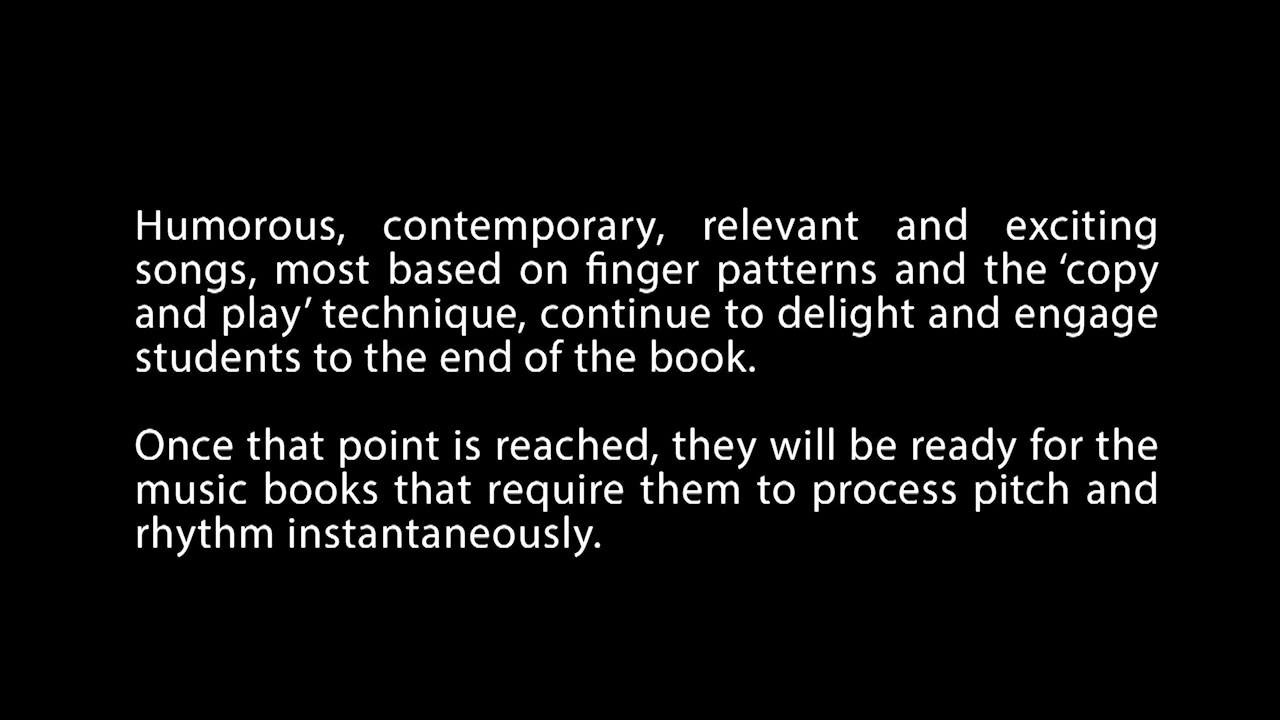 Humorous, contemporary, relevant and exciting
songs, most based on finger patterns and the ‘copy
and play’ technique, continue to delight and engage
students to the end of the book.
Once that point is reached, they will be ready for the
music books that require them to process pitch and
rhythm instantaneously.